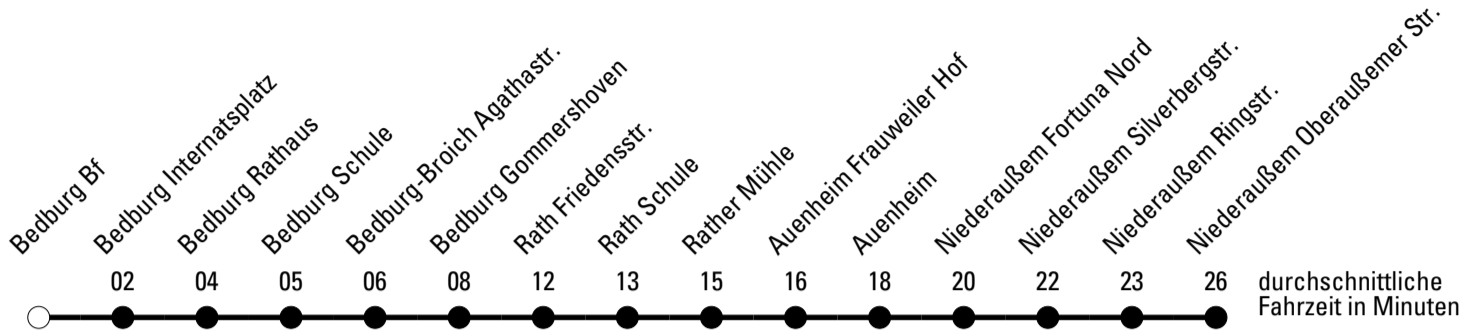 Bedburg Bf
Bedburg Internatsplatz
Bedburg Rathaus
Bedburg Schule
Bedburg-Broich Agathastr.
Bedburg Gommershoven
Rath Friedensstr.
Rath Schule
Rather Mühle
Auenheim Frauweiler Hof
Auenheim
Niederaußem Fortuna Nord
Niederaußem Silverbergstr.
Niederaußem Ringstr.
Niederaußem Oberaußemer Str.
02 04 05 06 08 12 13 15 16 18 20 22 23 26
durchschnittliche
Fahrzeit in Minuten